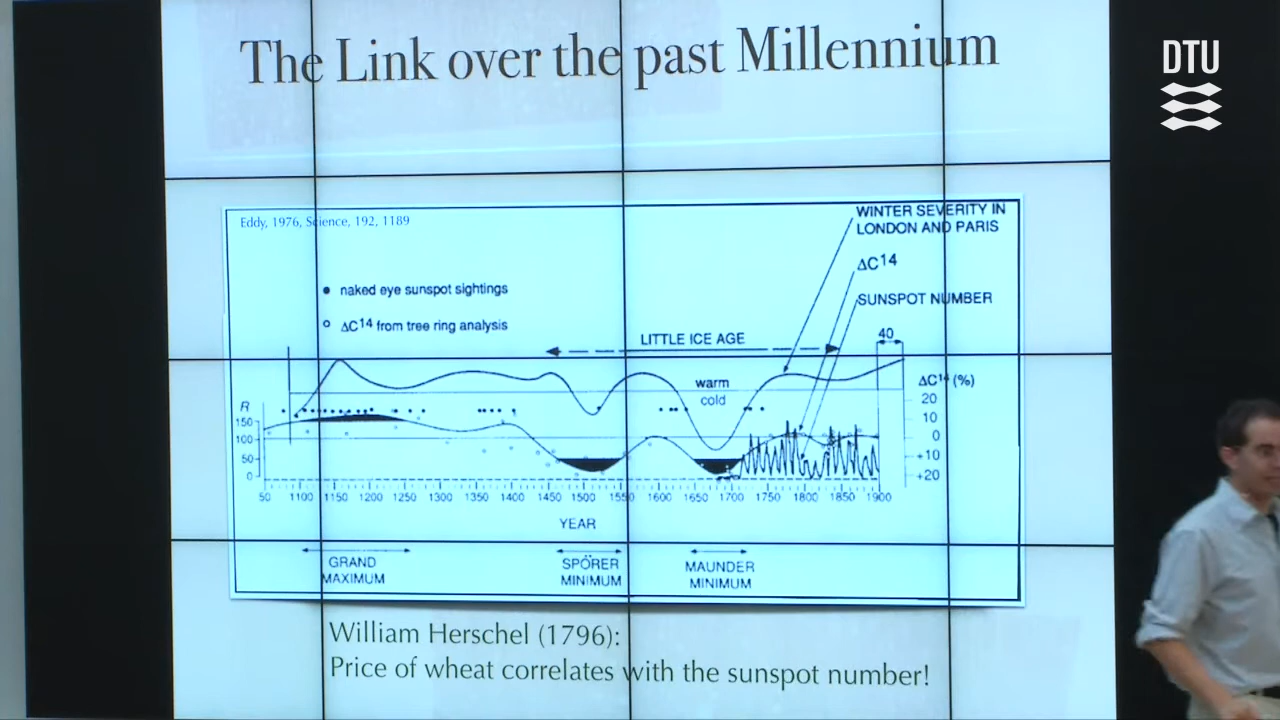 The Link over the past Millennium
DTU
Eddy, 1976, Science, 192, 1189
WINTER SEVERITY IN
LONDON AND PARIS
ΔC14
SUNSPOT NUMBER
• naked eye sunspot sightings
○ ΔC14 from tree ring analysis
LITTLE ICE AGE
40
warm
cold
ΔC14 (%)
R
150
100
50
0
20
10
0
+10
+20
50 1100 1150 1200 1250 1300 1350 1400 1450 1500 1550 1600 1650 1700 1750 1800 1850 1900
YEAR
GRAND
MAXIMUM
SPÖRER
MINIMUM
MAUNDER
MINIMUM
William Herschel (1796):
Price of wheat correlates with the sunspot number!